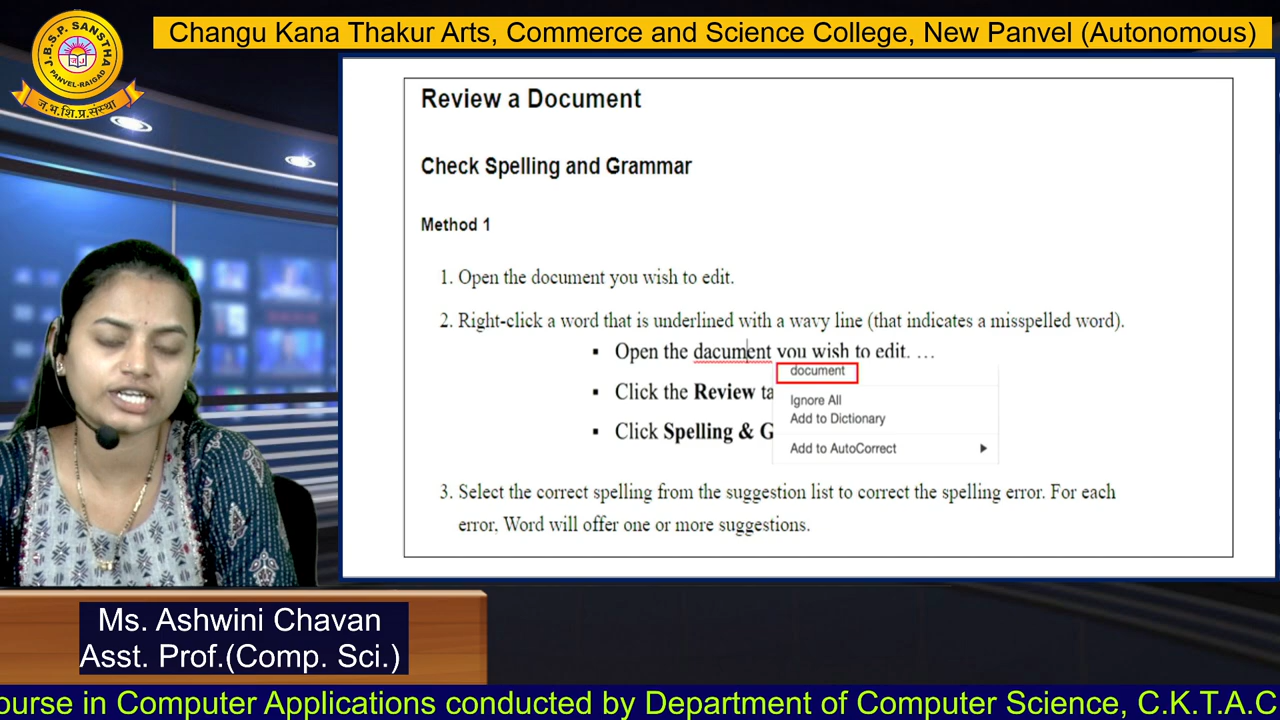 Changu Kana Thakur Arts, Commerce and Science College, New Panvel (Autonomous)
J.B.S.P. SANSTHA
PANVEL-RAIGAD
ज.भ.शि.प्र.संस्था
Review a Document
Check Spelling and Grammar
Method 1
1. Open the document you wish to edit.
2. Right-click a word that is underlined with a wavy line (that indicates a misspelled word).
▪ Open the dacument you wish to edit. …
document
▪ Click the Review ta
Ignore All
Add to Dictionary
▪ Click Spelling & G
Add to AutoCorrect
3. Select the correct spelling from the suggestion list to correct the spelling error. For each
error, Word will offer one or more suggestions.
Ms. Ashwini Chavan
Asst. Prof.(Comp. Sci.)
ourse in Computer Applications conducted by Department of Computer Science, C.K.T.A.C